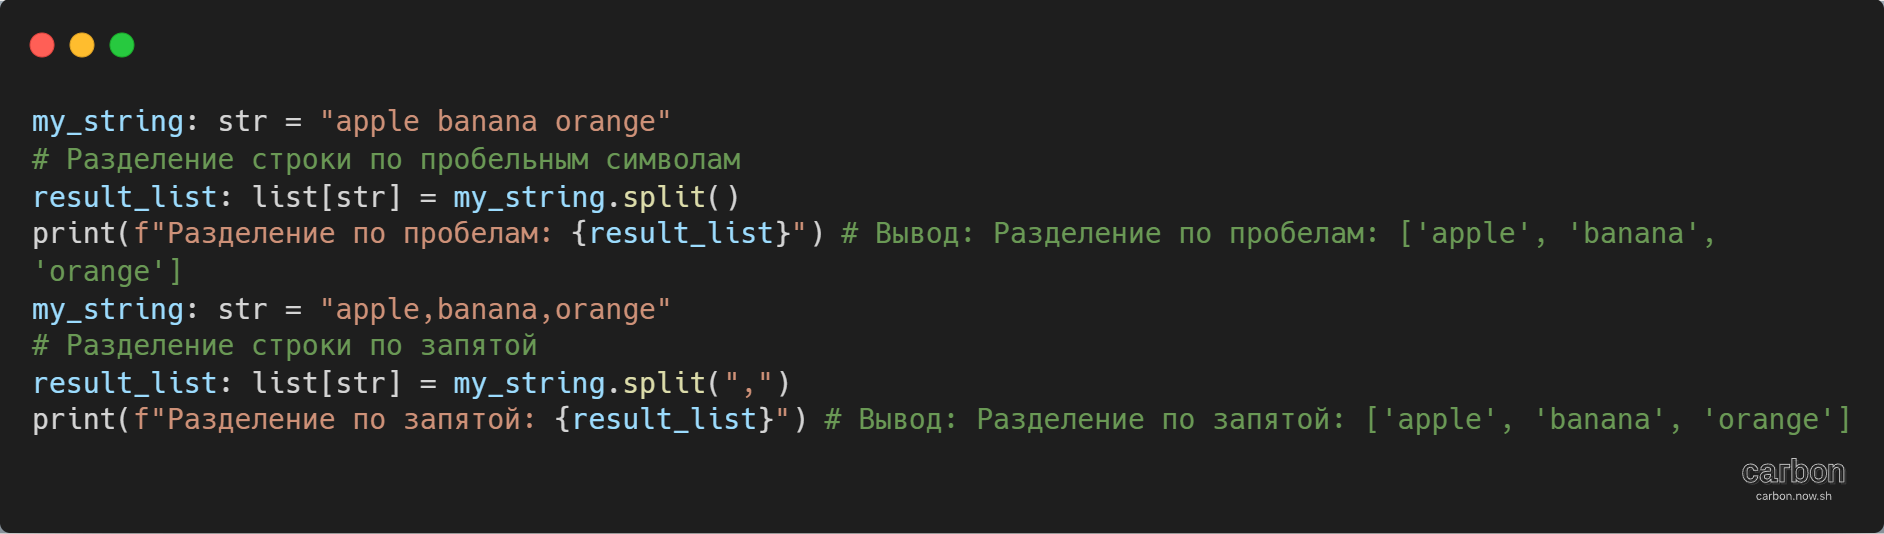 my_string: str = "apple banana orange"
# Разделение строки по пробельным символам
result_list: list[str] = my_string.split()
print(f"Разделение по пробелам: {result_list}") # Вывод: Разделение по пробелам: ['apple', 'banana',
'orange']
my_string: str = "apple,banana,orange"
# Разделение строки по запятой
result_list: list[str] = my_string.split(",")
print(f"Разделение по запятой: {result_list}") # Вывод: Разделение по запятой: ['apple', 'banana', 'orange']
carbon
carbon.now.sh